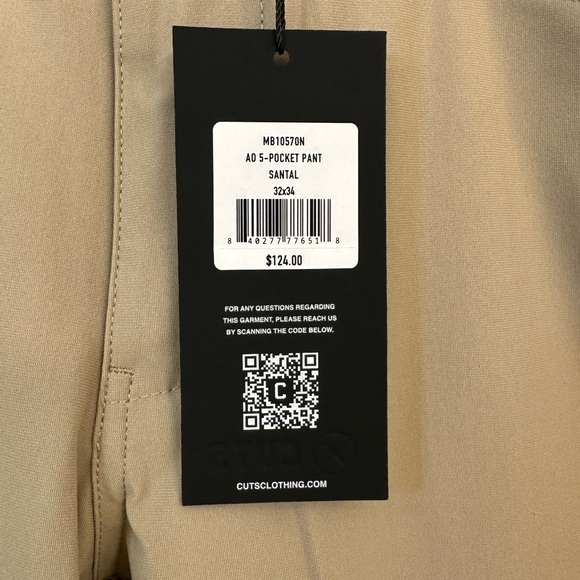 MB10570N
AO 5-POCKET PANT
SANTAL
32x34
8 40277 77651 8
$124.00
FOR ANY QUESTIONS REGARDING
THIS GARMENT, PLEASE REACH US
BY SCANNING THE CODE BELOW.
C
CUTS
CUTSCLOTHING.COM